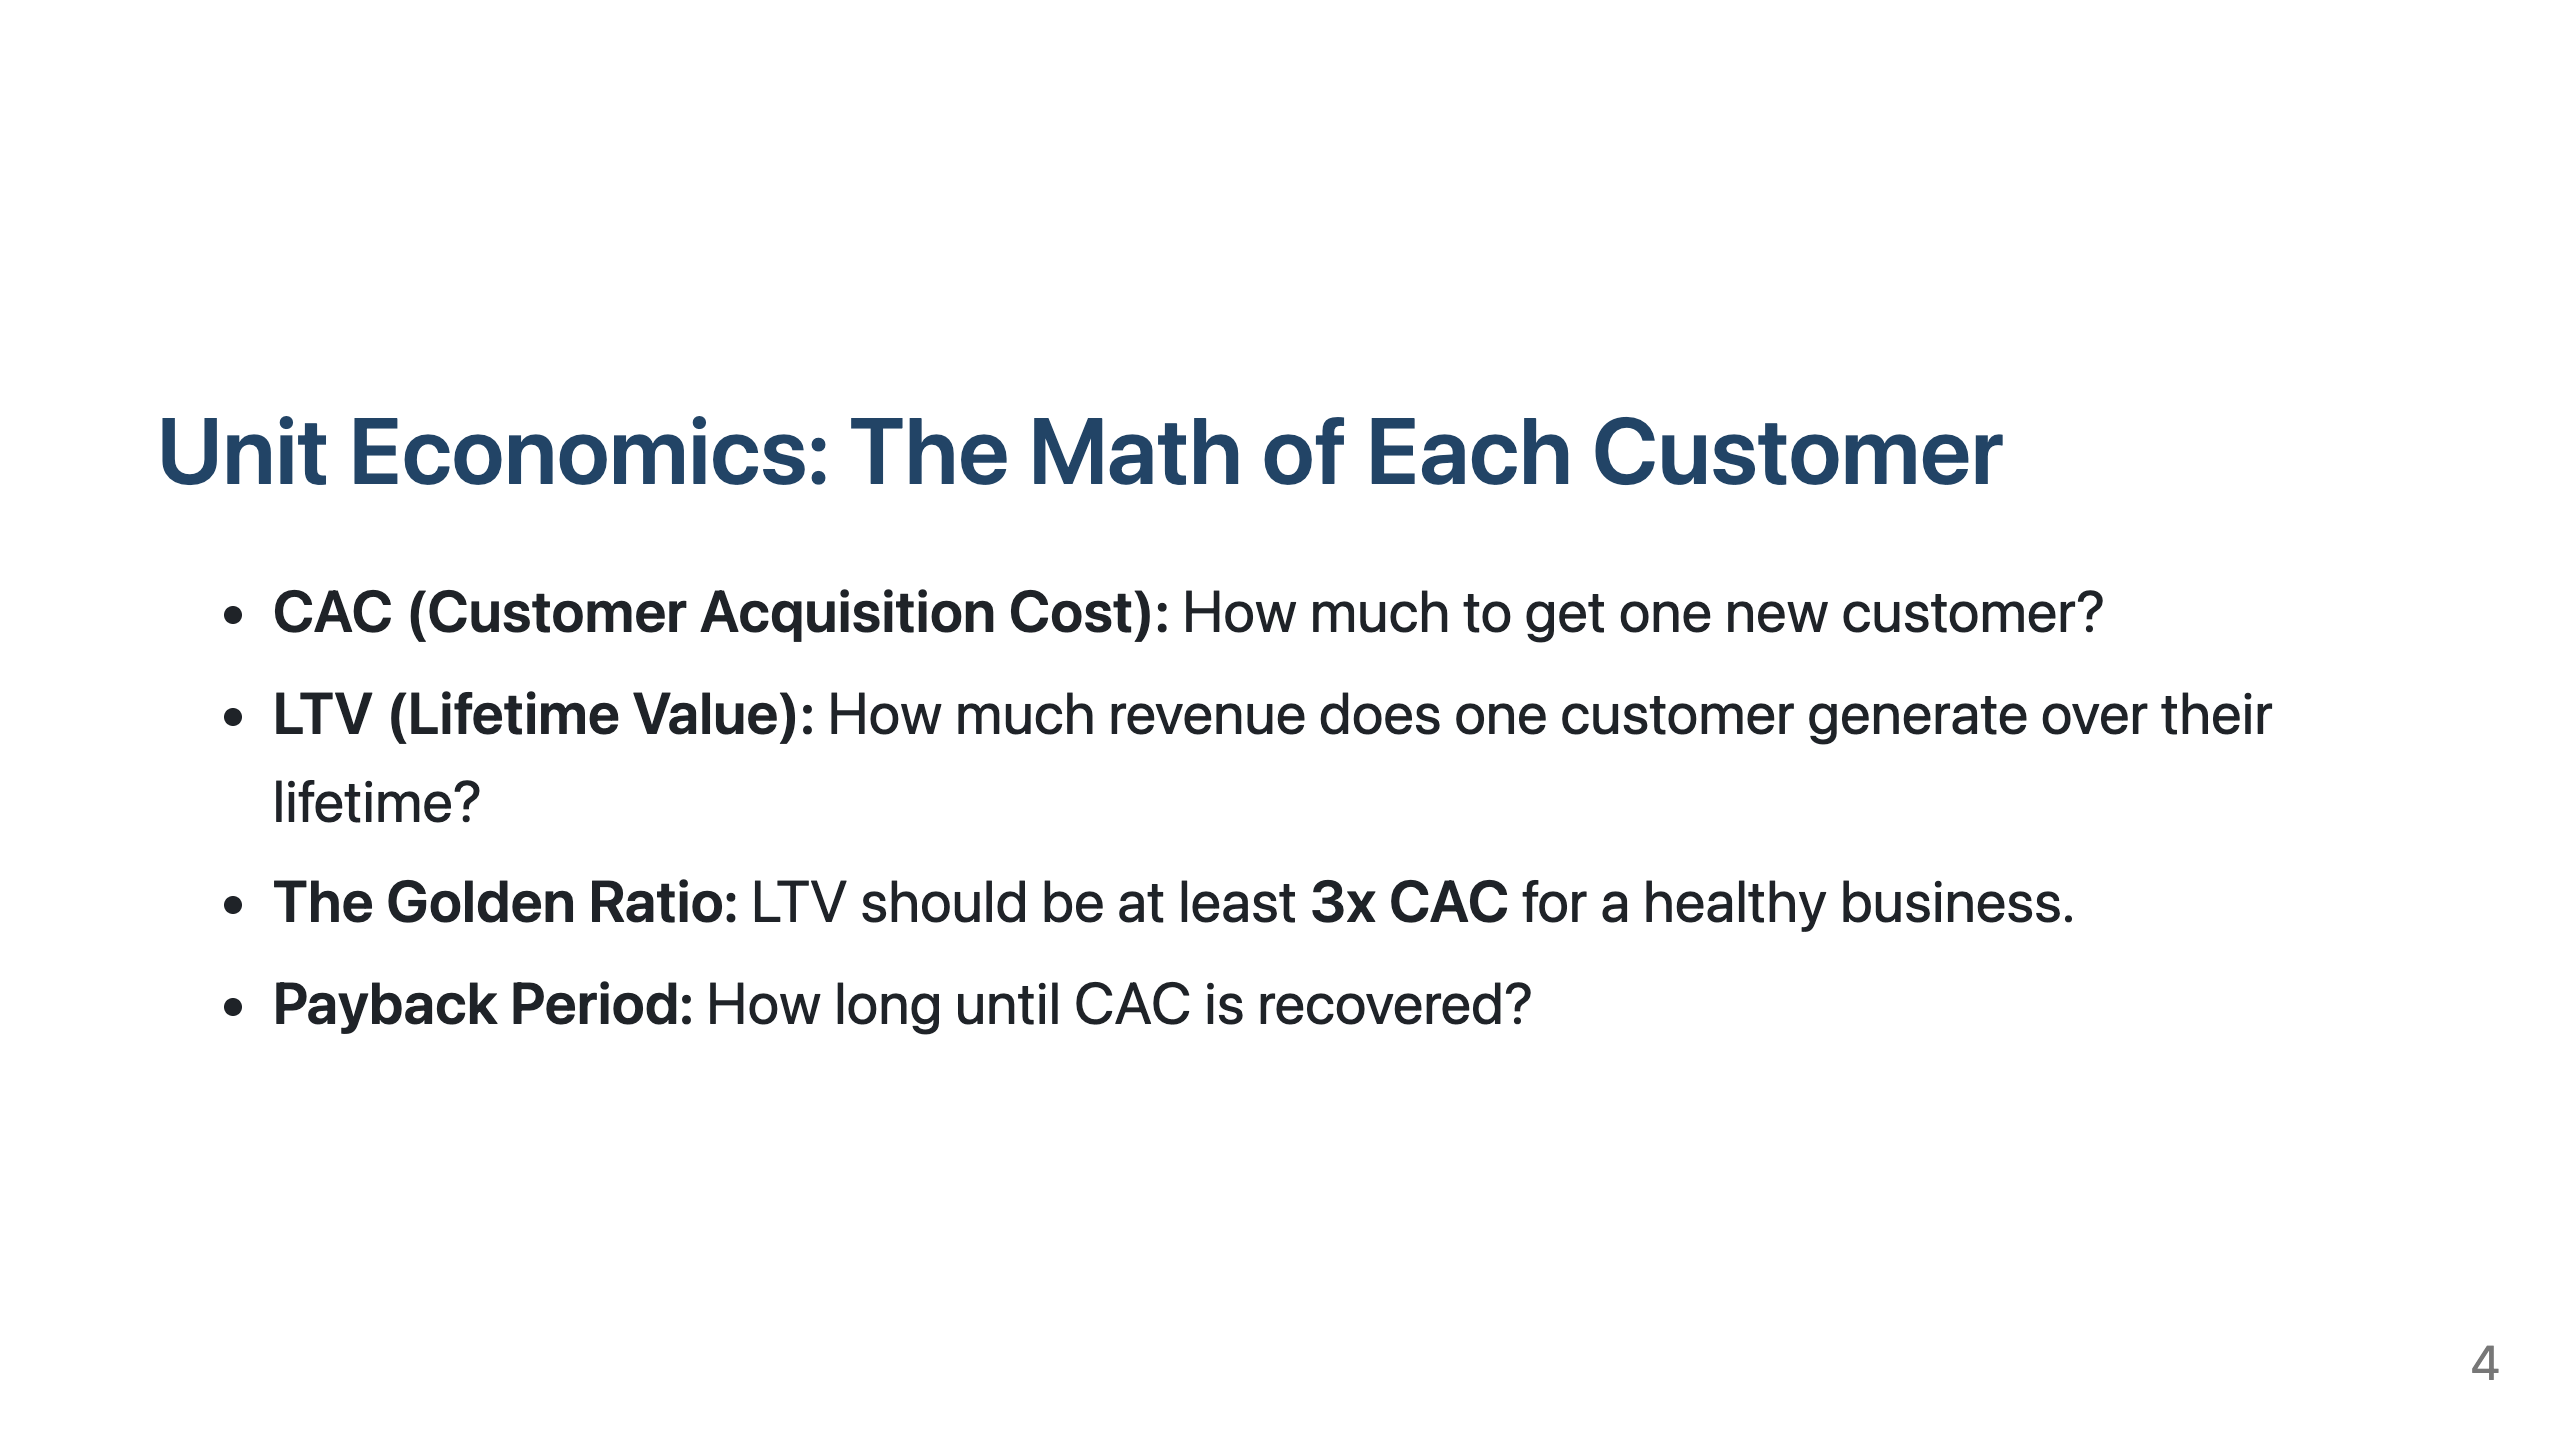 Unit Economics: The Math of Each Customer
• CAC (Customer Acquisition Cost): How much to get one new customer?
• LTV (Lifetime Value): How much revenue does one customer generate over their
lifetime?
• The Golden Ratio: LTV should be at least 3x CAC for a healthy business.
• Payback Period: How long until CAC is recovered?
4